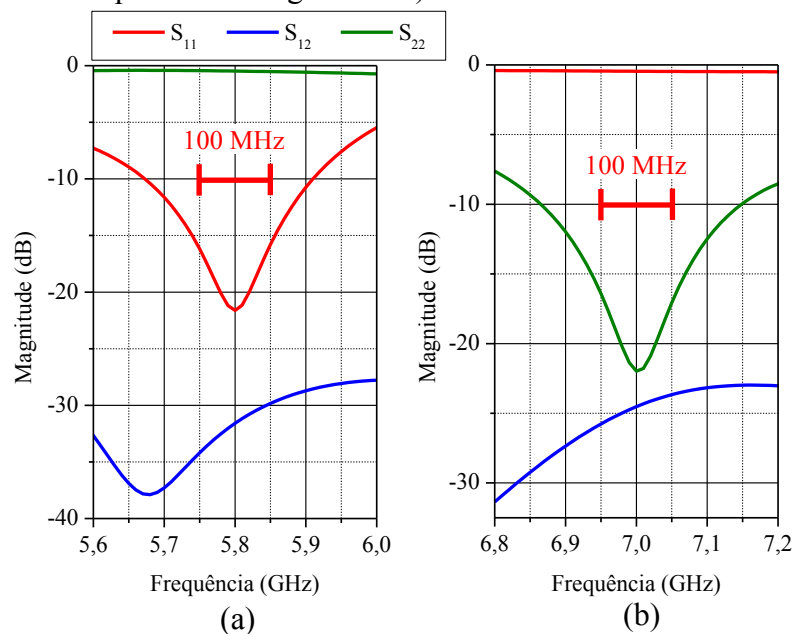 S11 S12 S22
0
-10
-20
-30
-40
Magnitude (dB)
100 MHz
5,6 5,7 5,8 5,9 6,0
Frequência (GHz)
(a)
0
-10
-20
-30
Magnitude (dB)
100 MHz
6,8 6,9 7,0 7,1 7,2
Frequência (GHz)
(b)